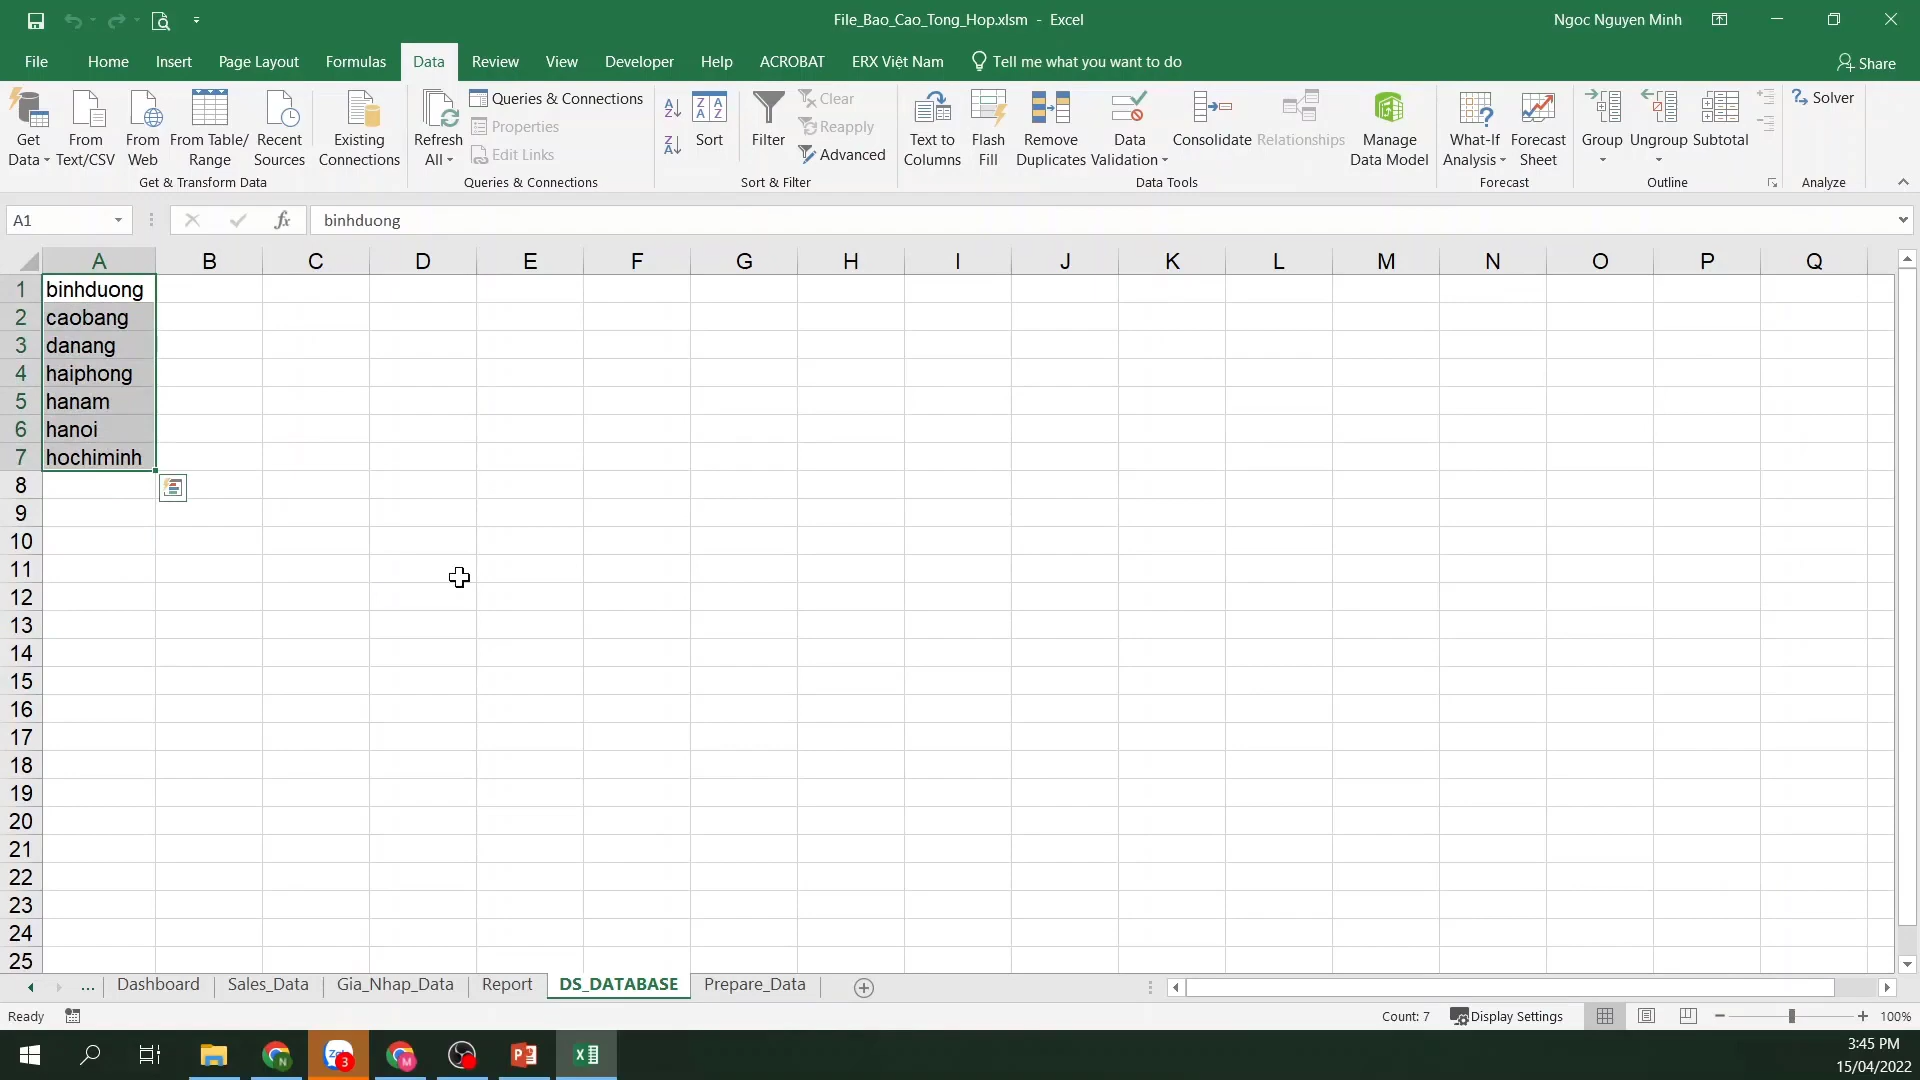 File_Bao_Cao_Tong_Hop.xlsm - Excel
Ngoc Nguyen Minh
File Home Insert Page Layout Formulas Data Review View Developer Help ACROBAT ERX Việt Nam Tell me what you want to do Share
Get Data
From Text/CSV
From Web
From Table/ Range
Recent Sources
Existing Connections
Get & Transform Data
Refresh All
Queries & Connections
Properties
Edit Links
Queries & Connections
Sort
Filter
Clear
Reapply
Advanced
Sort & Filter
Text to Columns
Flash Fill
Remove Duplicates
Data Validation
Consolidate
Relationships
Manage Data Model
Data Tools
What-If Analysis
Forecast Sheet
Forecast
Group
Ungroup
Subtotal
Outline
Solver
Analyze
A1 fx binhduong
A B C D E F G H I J K L M N O P Q
1 binhduong
2 caobang
3 danang
4 haiphong
5 hanam
6 hanoi
7 hochiminh
8
9
10
11
12
13
14
15
16
17
18
19
20
21
22
23
24
25
... Dashboard Sales_Data Gia_Nhap_Data Report DS_DATABASE Prepare_Data
Ready Count: 7 Display Settings 100%
3:45 PM
15/04/2022